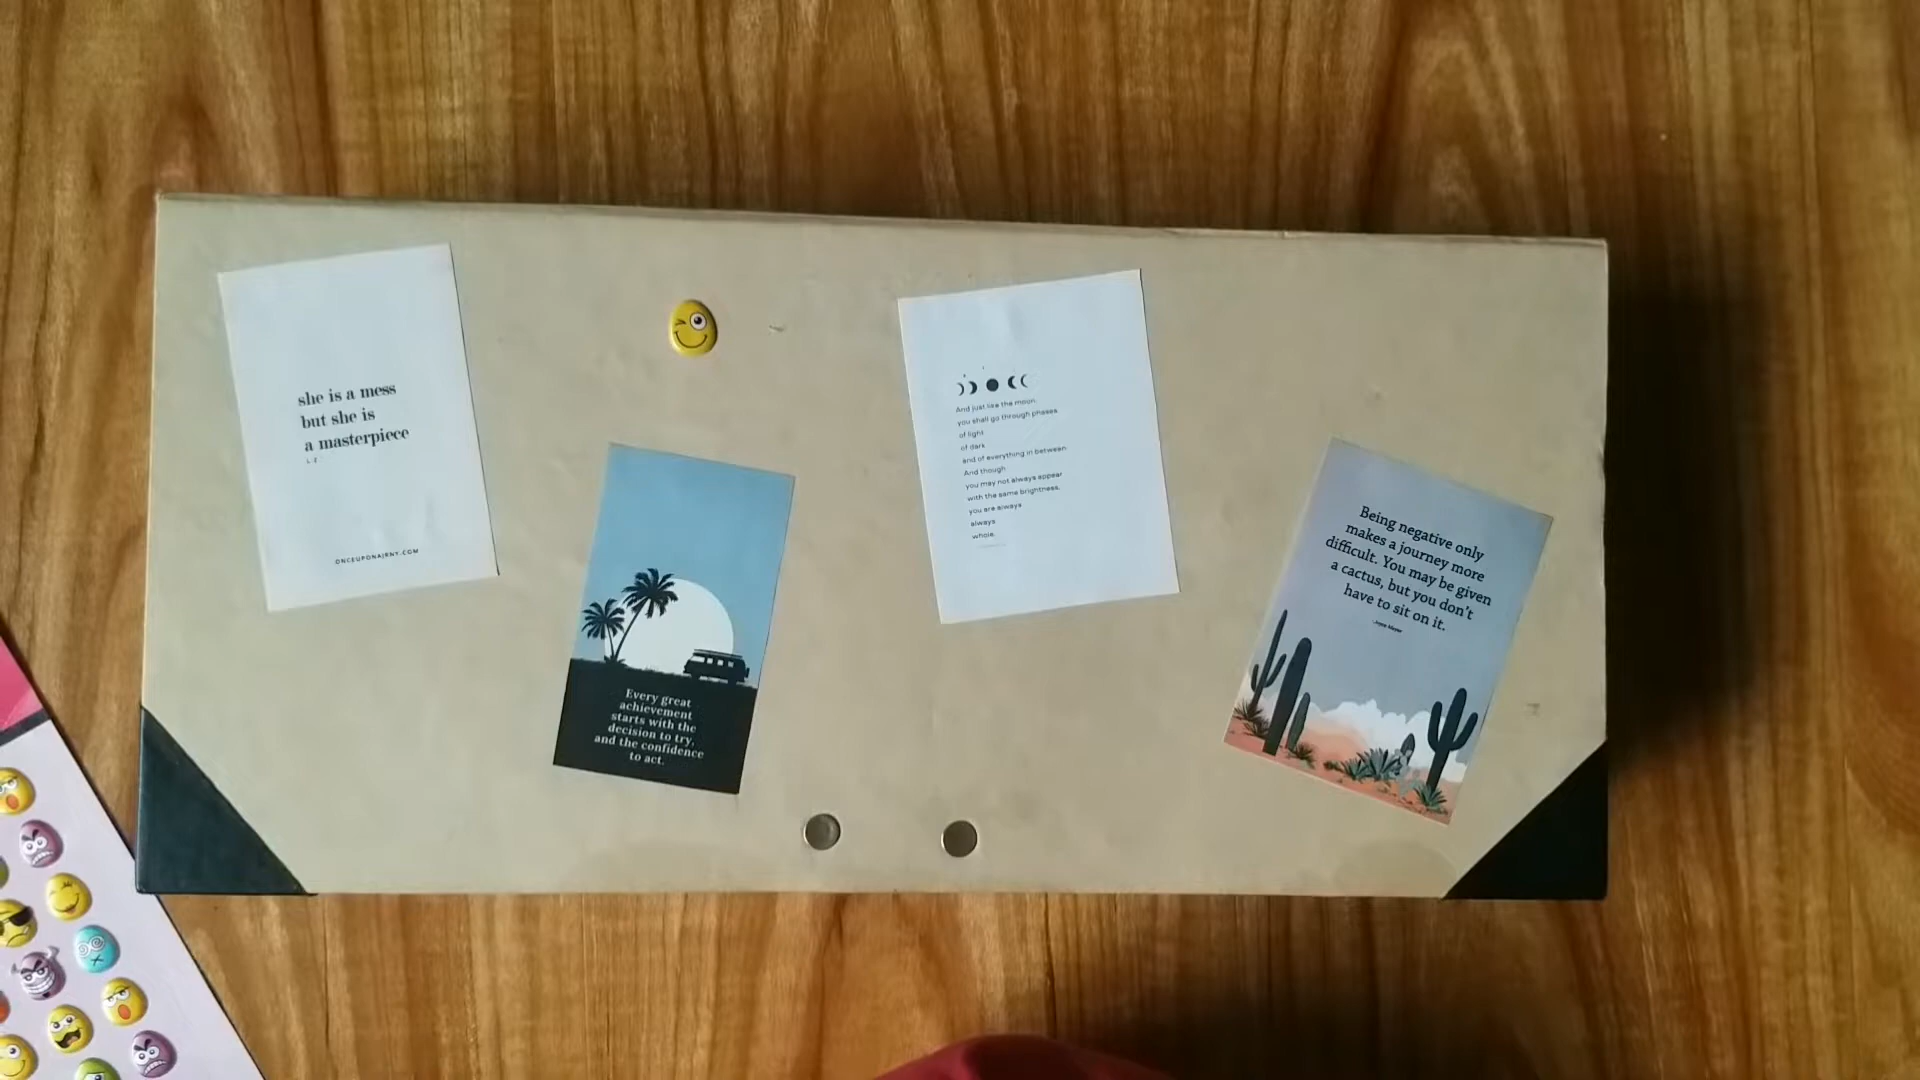 she is a mess
but she is
a masterpiece
ONCEUPONAJRNY.COM
Every great
achievement
starts with the
decision to try,
and the confidence
to act.
And just like the moon,
you shall go through phases
of light
of dark
and of everything in between
And though
you may not always appear
with the same brightness,
you are always
always
whole.
Being negative only
makes a journey more
difficult. You may be given
a cactus, but you don't
have to sit on it.
-Joyce Meyer